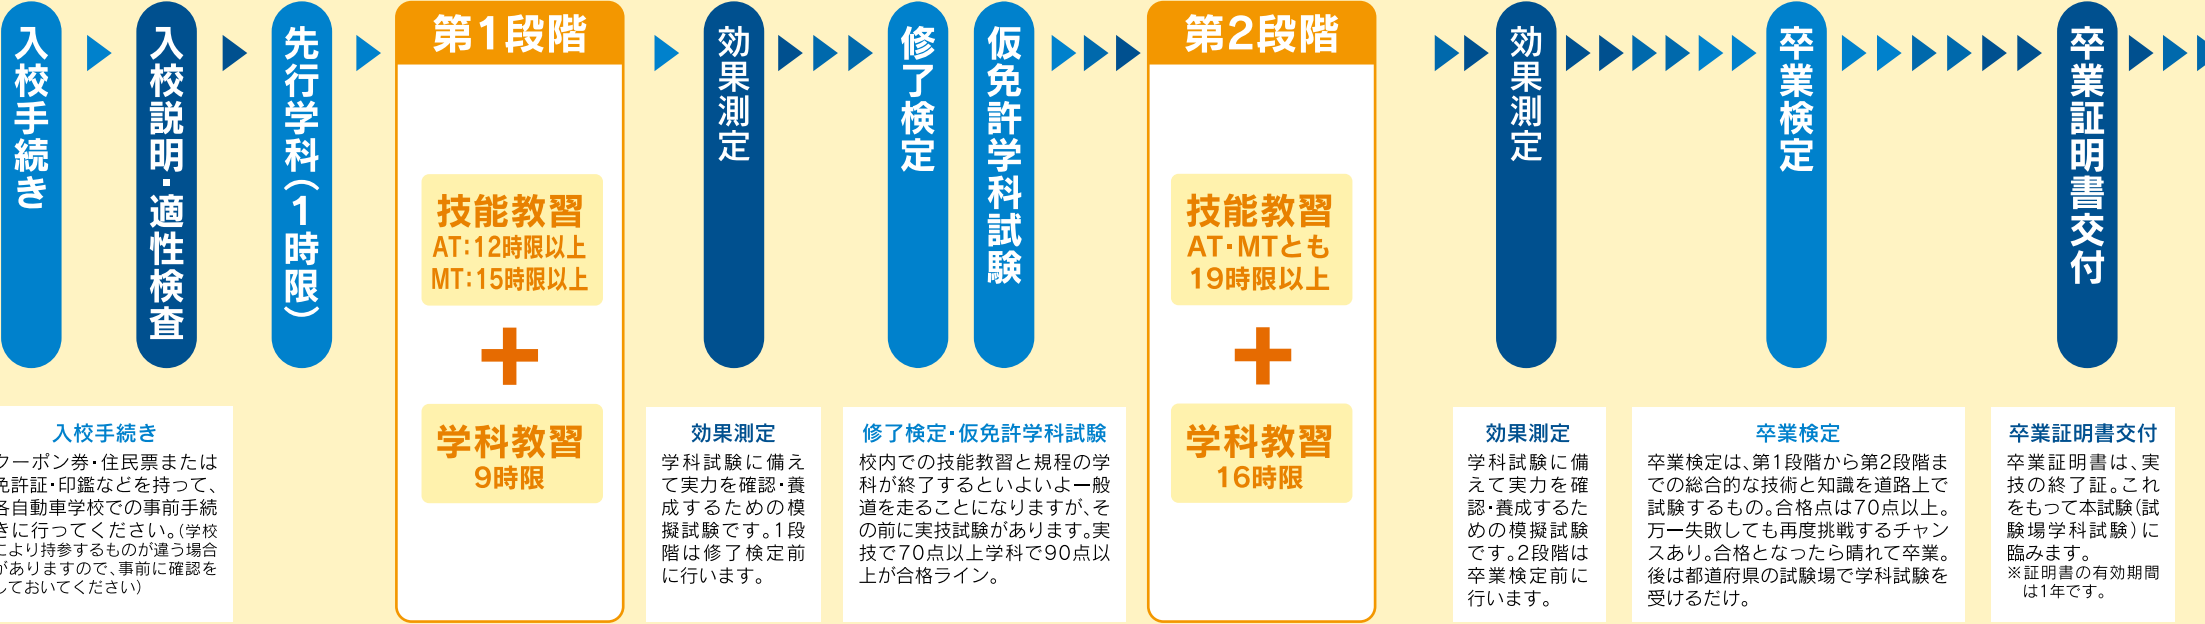 入校手続き
入校説明・適性検査
先行学科(1時限)
第1段階
技能教習
AT:12時限以上
MT:15時限以上
+
学科教習
9時限
効果測定
修了検定
仮免許学科試験
第2段階
技能教習
AT・MTとも
19時限以上
+
学科教習
16時限
効果測定
卒業検定
卒業証明書交付
入校手続き
クーポン券・住民票または
免許証・印鑑などを持って、
各自動車学校での事前手続
きに行ってください。(学校
により持参するものが違う場合
がありますので、事前に確認を
しておいてください)
効果測定
学科試験に備え
て実力を確認・養
成するための模
擬試験です。1段
階は修了検定前
に行います。
修了検定・仮免許学科試験
校内での技能教習と規程の学
科が終了するといよいよ一般
道を走ることになりますが、そ
の前に実技試験があります。実
技で70点以上学科で90点以
上が合格ライン。
効果測定
学科試験に備
えて実力を確
認・養成するた
めの模擬試験
です。2段階は
卒業検定前に
行います。
卒業検定
卒業検定は、第1段階から第2段階ま
での総合的な技術と知識を道路上で
試験するもの。合格点は70点以上。
万一失敗しても再度挑戦するチャン
スあり。合格となったら晴れて卒業。
後は都道府県の試験場で学科試験を
受けるだけ。
卒業証明書交付
卒業証明書は、実
技の終了証。これ
をもって本試験(試
験場学科試験)に
臨みます。
※証明書の有効期間
は1年です。